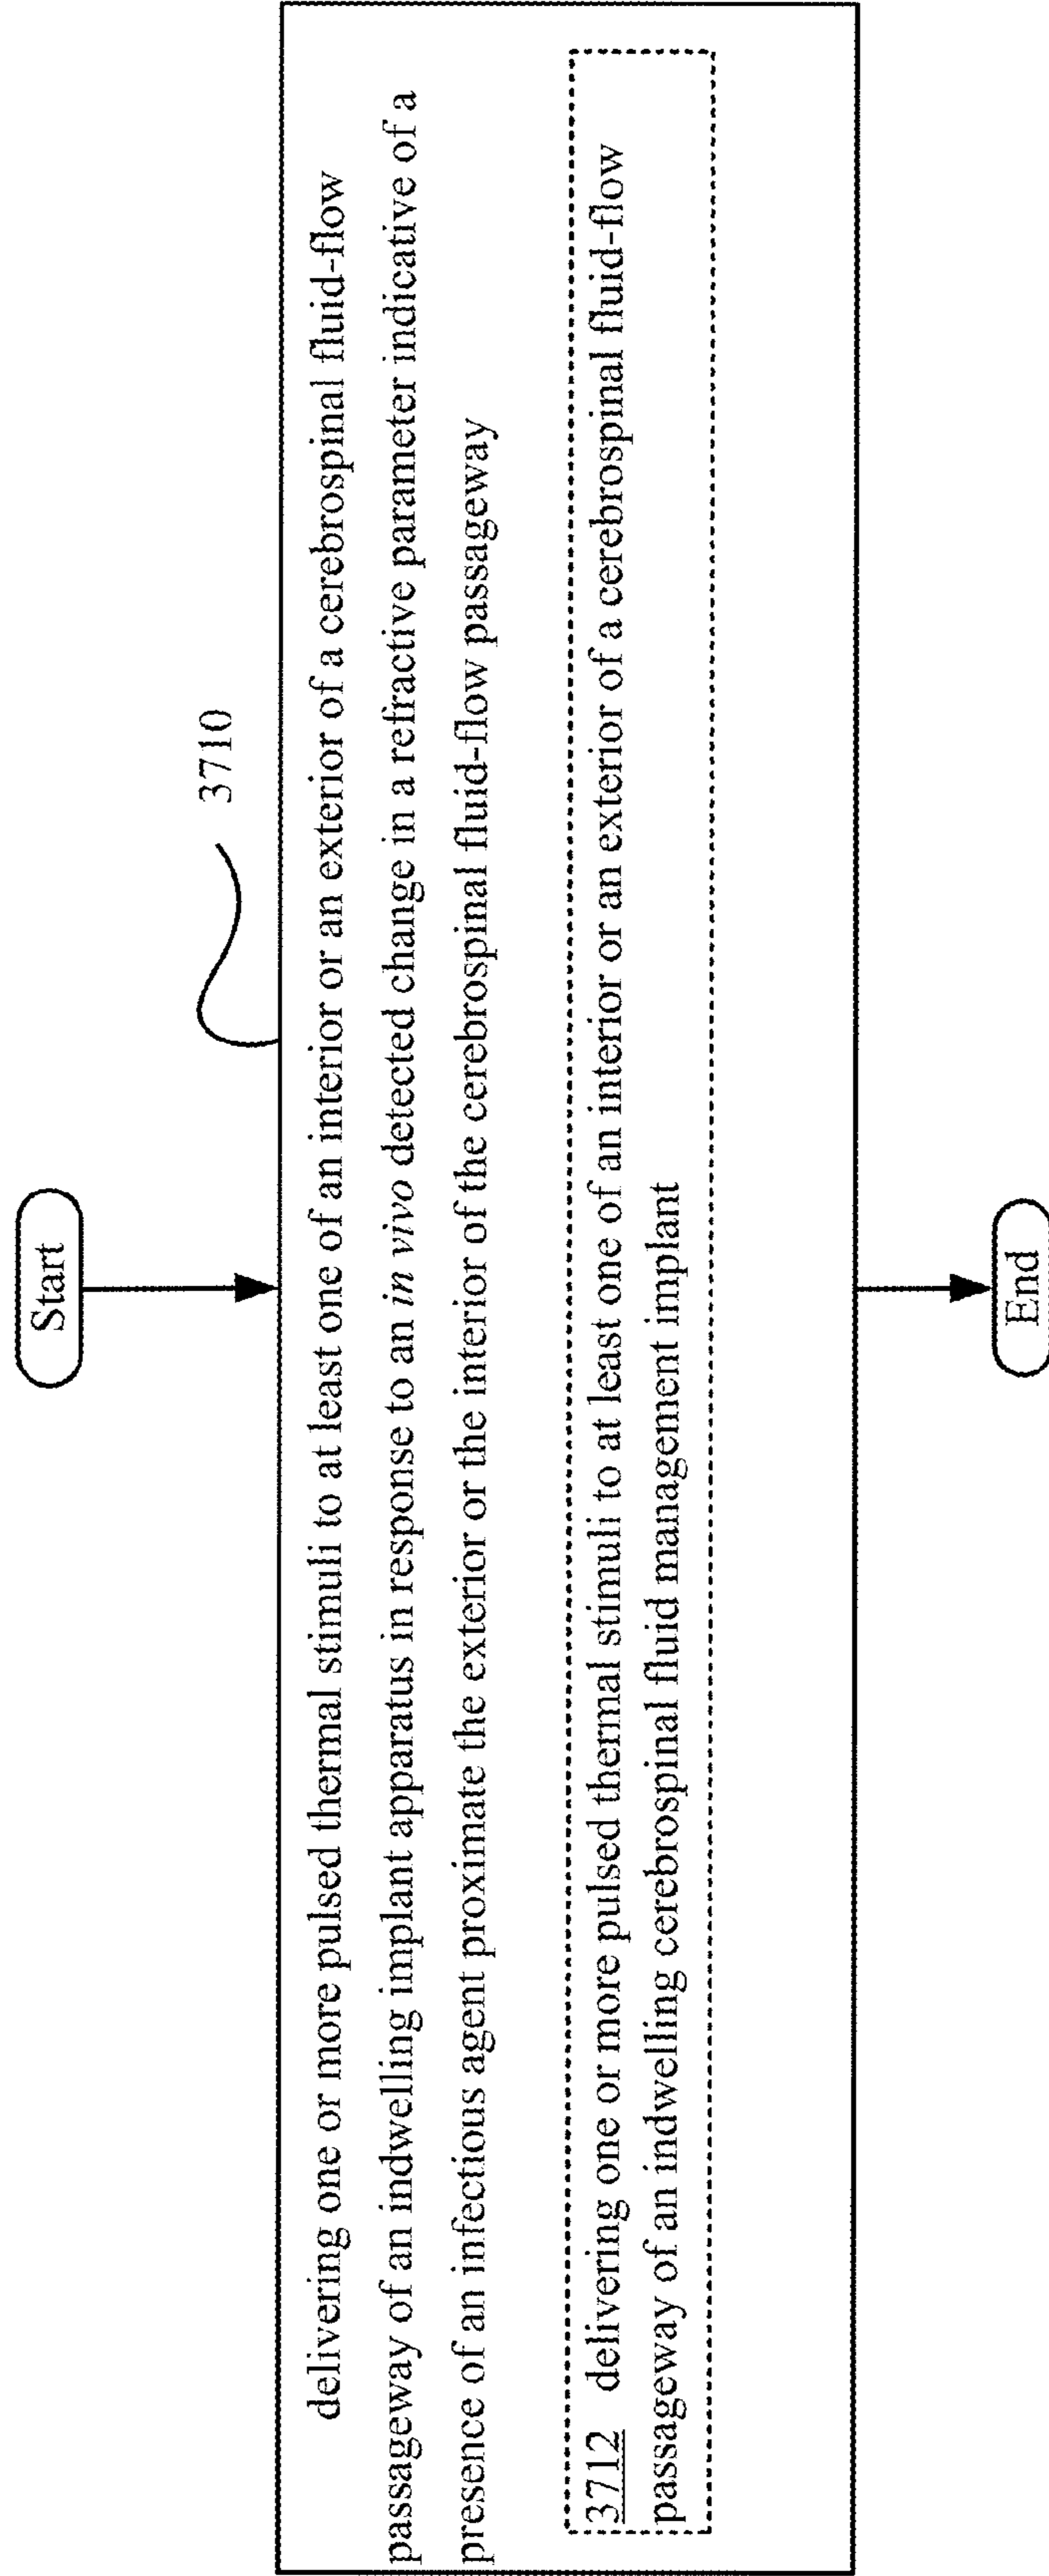 Start
3710
delivering one or more pulsed thermal stimuli to at least one of an interior or an exterior of a cerebrospinal fluid-flow
passageway of an indwelling implant apparatus in response to an in vivo detected change in a refractive parameter indicative of a
presence of an infectious agent proximate the exterior or the interior of the cerebrospinal fluid-flow passageway
3712 delivering one or more pulsed thermal stimuli to at least one of an interior or an exterior of a cerebrospinal fluid-flow
passageway of an indwelling cerebrospinal fluid management implant
End